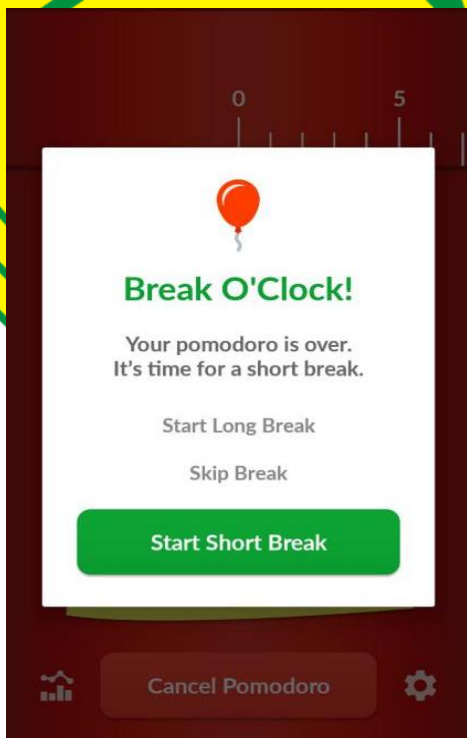 0 5
Break O'Clock!
Your pomodoro is over.
It's time for a short break.
Start Long Break
Skip Break
Start Short Break
Cancel Pomodoro